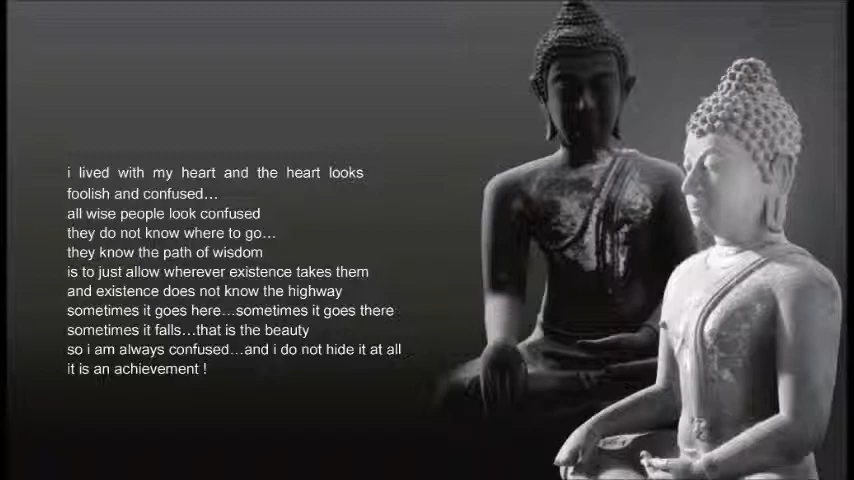 i lived with my heart and the heart looks
foolish and confused...
all wise people look confused
they do not know where to go...
they know the path of wisdom
is to just allow wherever existence takes them
and existence does not know the highway
sometimes it goes here...sometimes it goes there
sometimes it falls...that is the beauty
so i am always confused...and i do not hide it at all
it is an achievement !